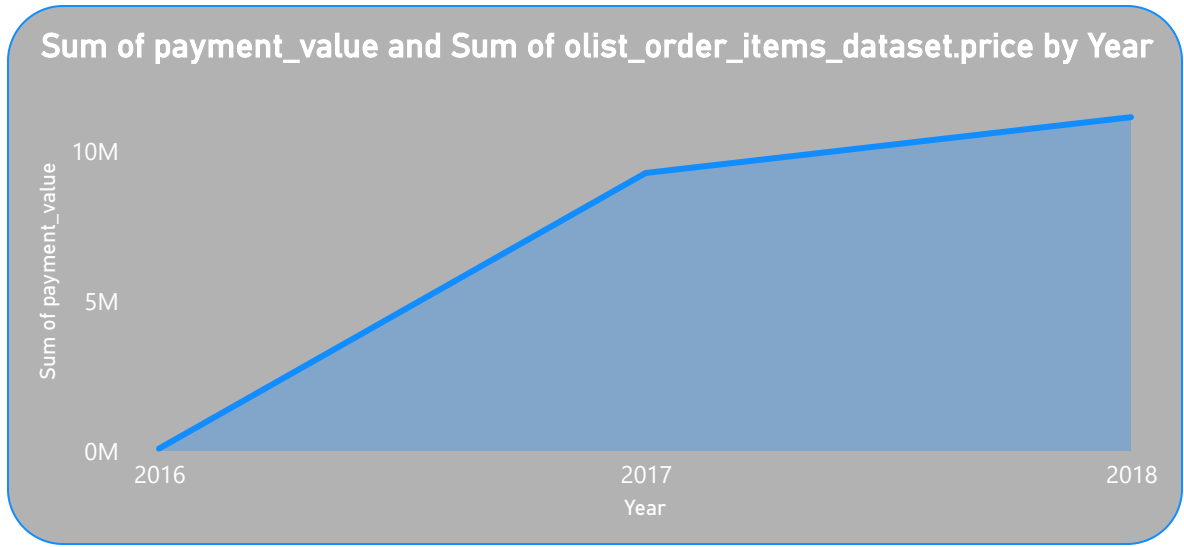 Sum of payment_value and Sum of olist_order_items_dataset.price by Year
Sum of payment_value
10M
5M
0M
2016 2017 2018
Year